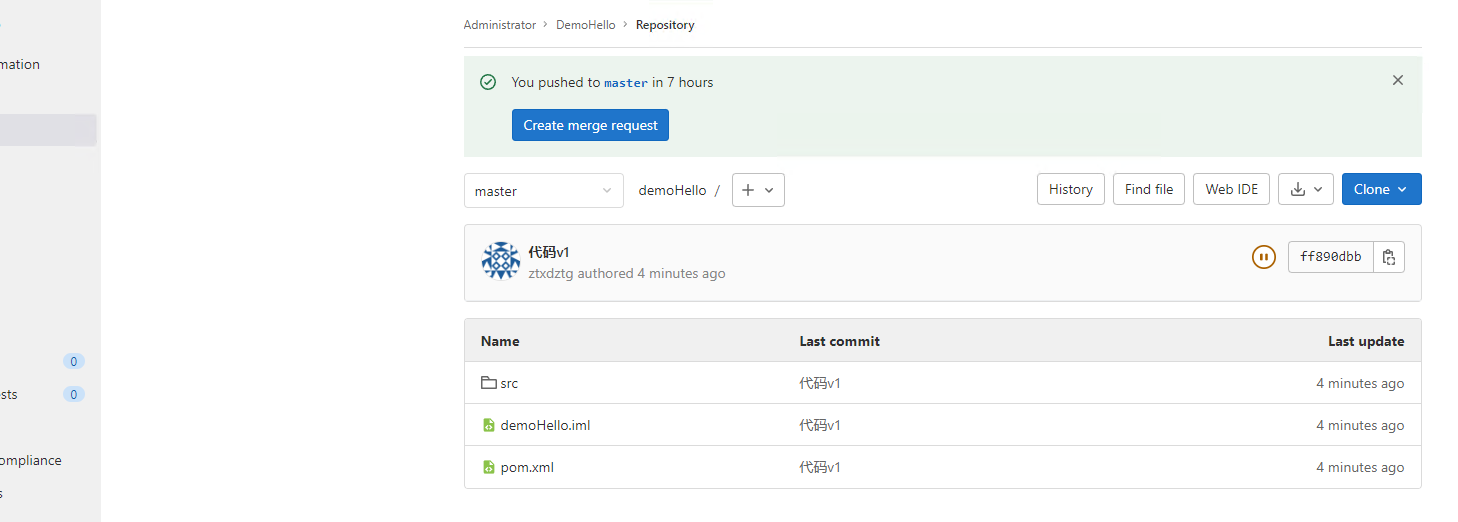 Administrator > DemoHello > Repository
mation
You pushed to master in 7 hours
Create merge request
master
demoHello /
History
Find file
Web IDE
Clone
代码v1
ztxdztg authored 4 minutes ago
ff890dbb
Name Last commit Last update
0
src 代码v1 4 minutes ago
sts 0
demoHello.iml 代码v1 4 minutes ago
ompliance
pom.xml 代码v1 4 minutes ago
s